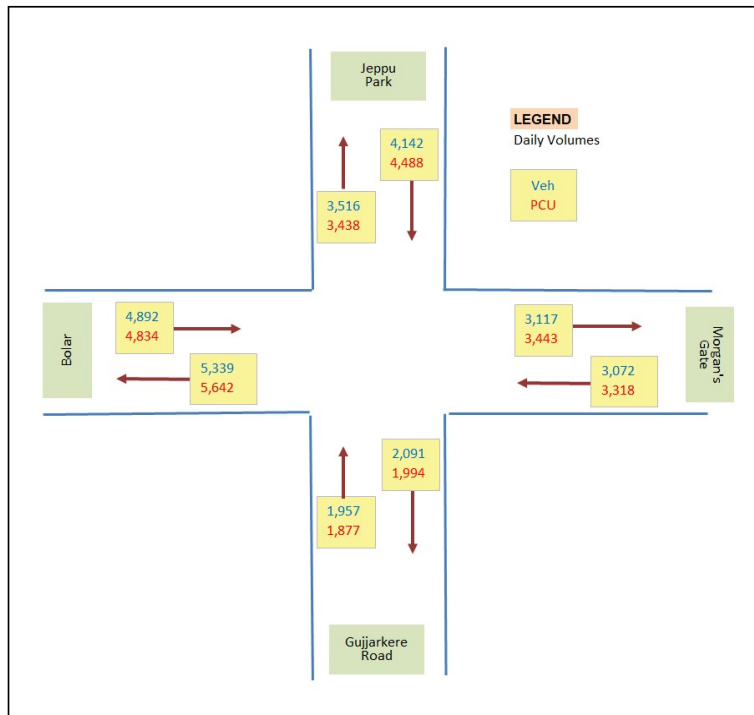 Jeppu
Park
LEGEND
Daily Volumes
Veh
PCU
4,142
4,488
3,516
3,438
Bolar
4,892
4,834
5,339
5,642
3,117
3,443
3,072
3,318
Morgan's
Gate
2,091
1,994
1,957
1,877
Gujjarkere
Road